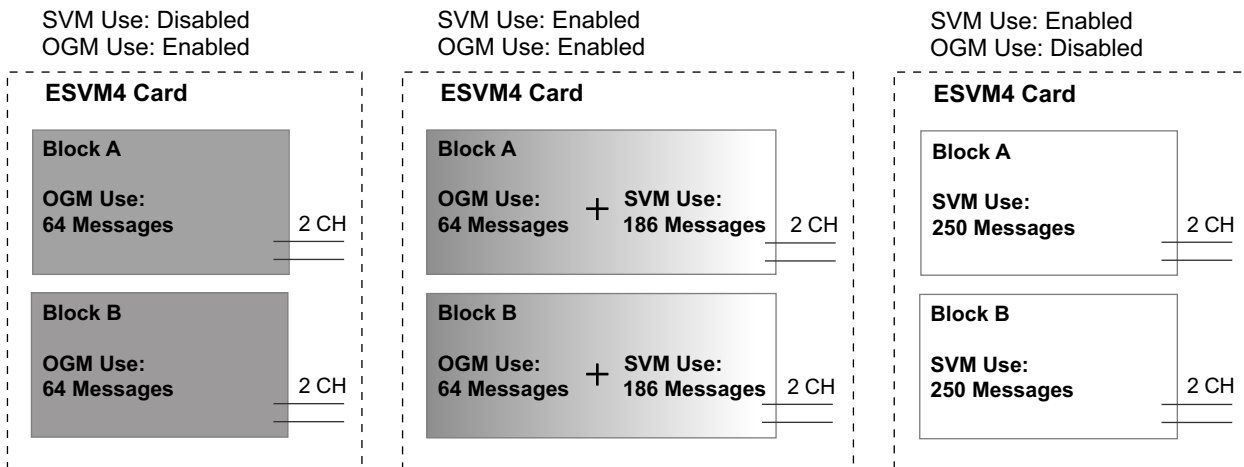 SVM Use: Disabled
OGM Use: Enabled
ESVM4 Card
Block A
OGM Use:
64 Messages
2 CH
Block B
OGM Use:
64 Messages
2 CH
SVM Use: Enabled
OGM Use: Enabled
ESVM4 Card
Block A
OGM Use:
64 Messages
+
SVM Use:
186 Messages
2 CH
Block B
OGM Use:
64 Messages
+
SVM Use:
186 Messages
2 CH
SVM Use: Enabled
OGM Use: Disabled
ESVM4 Card
Block A
SVM Use:
250 Messages
2 CH
Block B
SVM Use:
250 Messages
2 CH